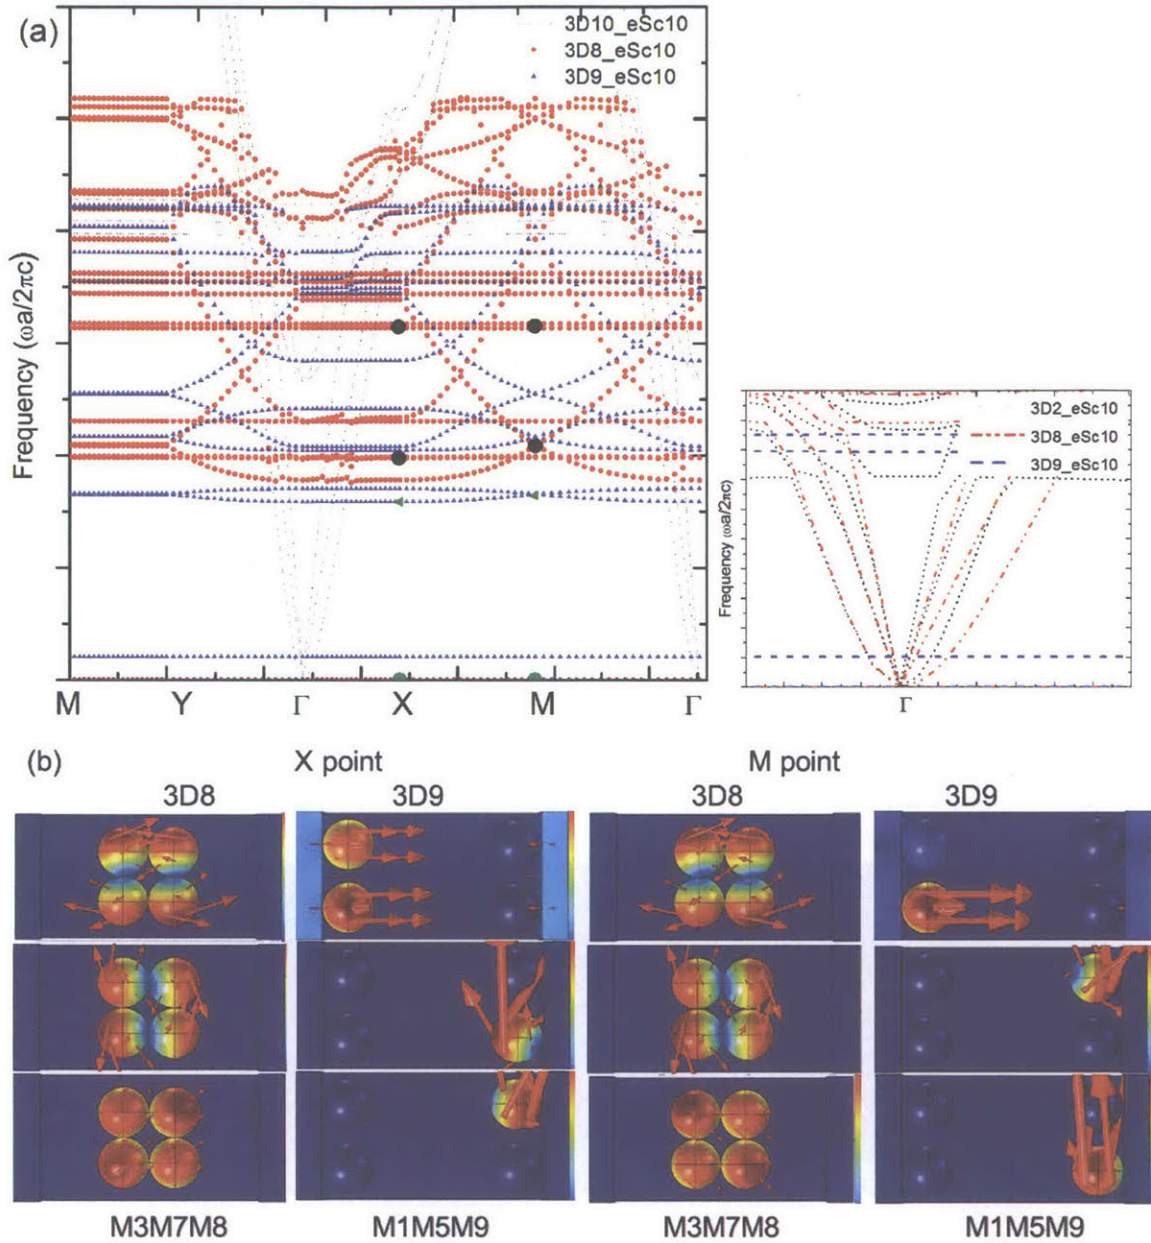 (a)
3D10_eSc10
3D8_eSc10
3D9_eSc10
Frequency (ωa/2πc)
M Y Γ X M Γ
3D2_eSc10
3D8_eSc10
3D9_eSc10
Frequency (ωa/2πc)
Γ
(b) X point M point
3D8 3D9 3D8 3D9
M3M7M8 M1M5M9 M3M7M8 M1M5M9